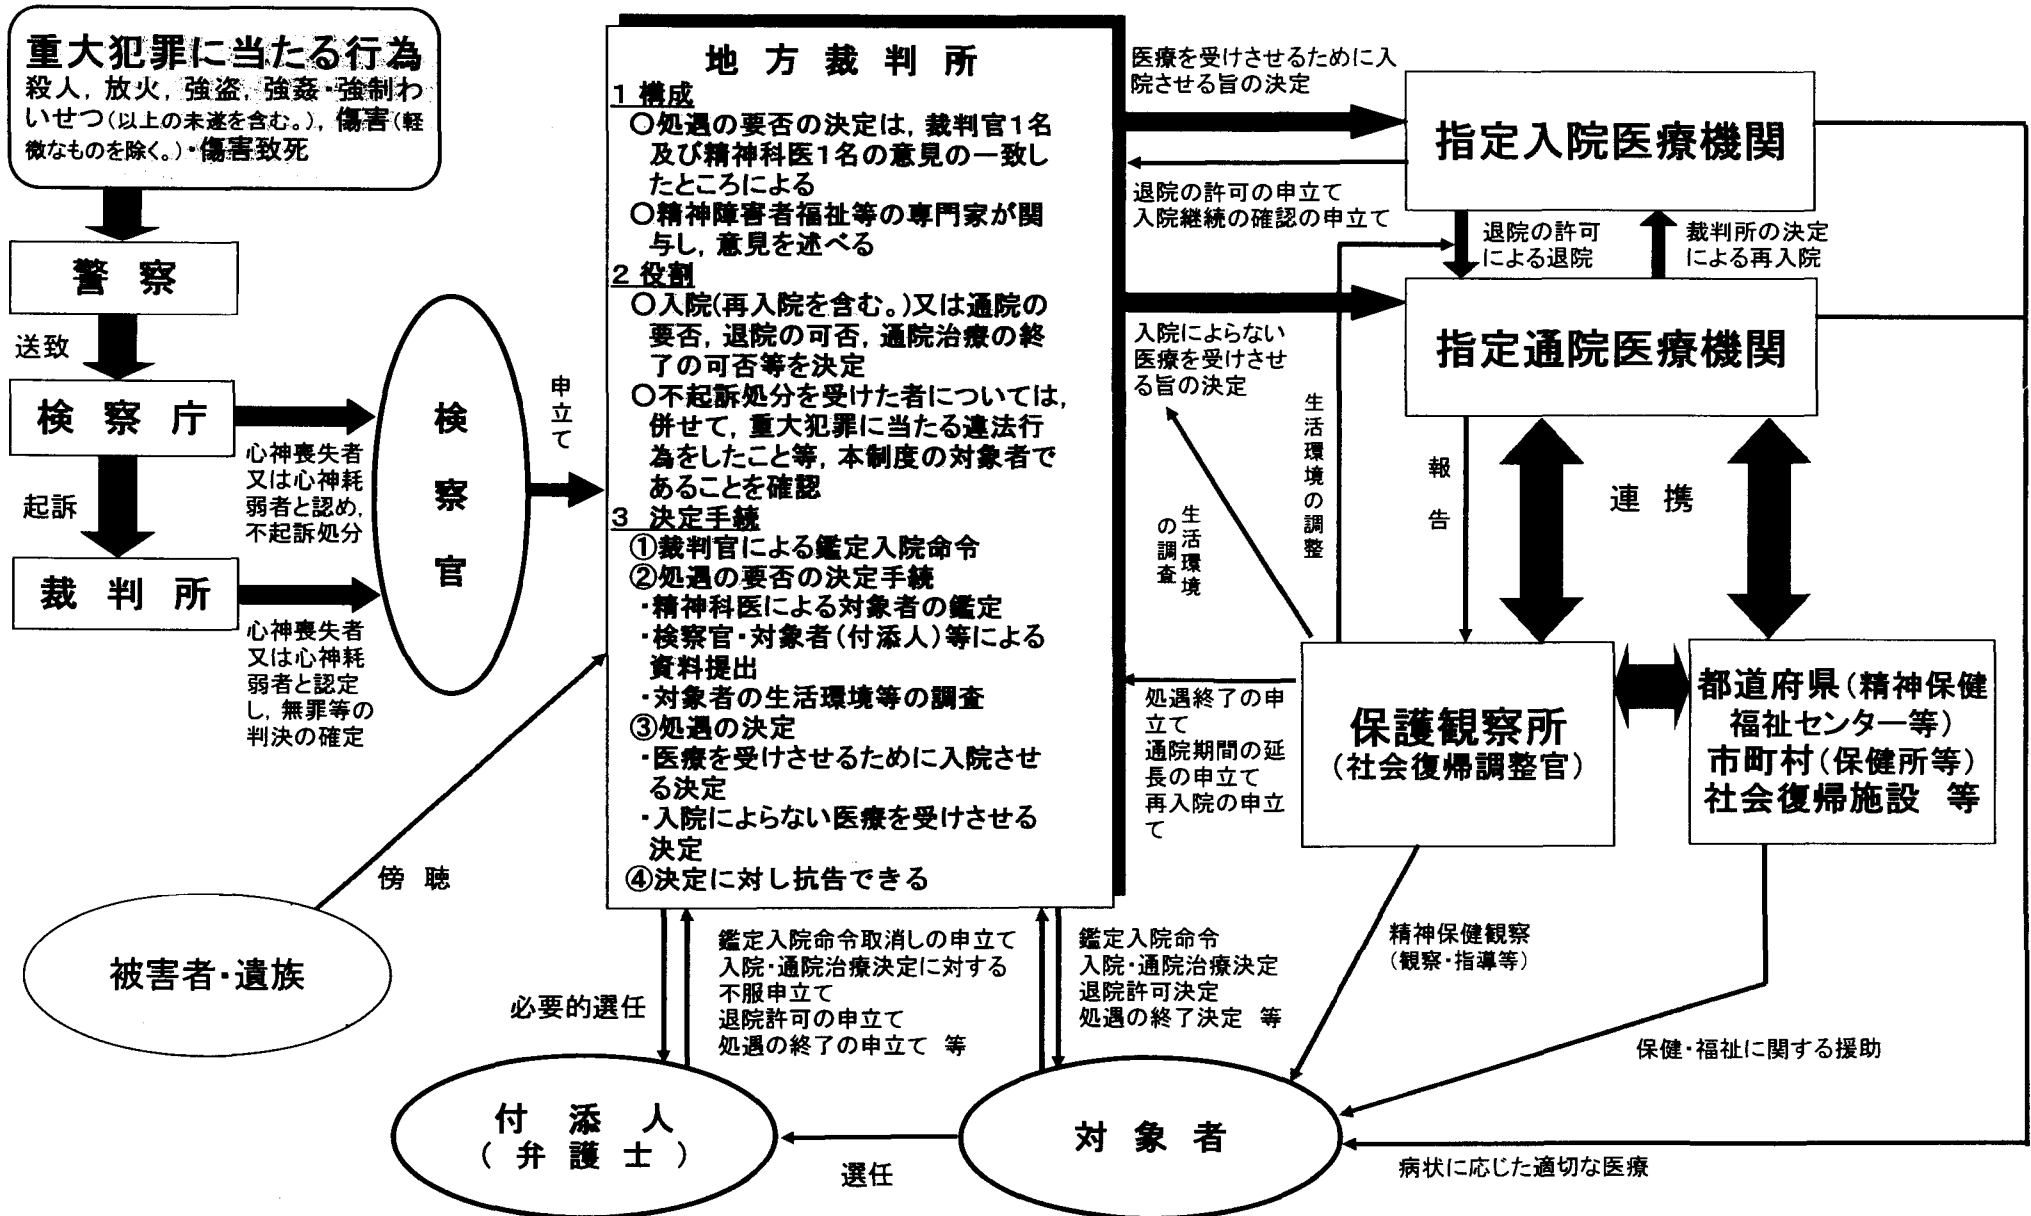 重大犯罪に当たる行為
殺人，放火，強盗，強姦・強制わ
いせつ（以上の未遂を含む。），傷害（軽
微なものを除く。）・傷害致死
警察
送致
検察庁
起訴
裁判所
心神喪失者
又は心神耗
弱者と認め，
不起訴処分
心神喪失者
又は心神耗
弱者と認定
し，無罪等の
判決の確定
検察官
申立て
傍聴
被害者・遺族
地方裁判所
1 構成
○処遇の要否の決定は，裁判官1名
及び精神科医1名の意見の一致し
たところによる
○精神障害者福祉等の専門家が関
与し，意見を述べる
2 役割
○入院（再入院を含む。）又は通院の
要否，退院の可否，通院治療の終
了の可否等を決定
○不起訴処分を受けた者については，
併せて，重大犯罪に当たる違法行
為をしたこと等，本制度の対象者で
あることを確認
3 決定手続
①裁判官による鑑定入院命令
②処遇の要否の決定手続
・精神科医による対象者の鑑定
・検察官・対象者（付添人）等による
資料提出
・対象者の生活環境等の調査
③処遇の決定
・医療を受けさせるために入院させ
る決定
・入院によらない医療を受けさせる
決定
④決定に対し抗告できる
医療を受けさせるために入
院させる旨の決定
退院の許可の申立て
入院継続の確認の申立て
指定入院医療機関
退院の許可
による退院
裁判所の決定
による再入院
入院によらない
医療を受けさせ
る旨の決定
指定通院医療機関
生活環境の調整
報告
連携
生活環境
の調査
処遇終了の申
立て
通院期間の延
長の申立て
再入院の申立
て
保護観察所
（社会復帰調整官）
都道府県（精神保健
福祉センター等）
市町村（保健所等）
社会復帰施設 等
必要的選任
鑑定入院命令取消しの申立て
入院・通院治療決定に対する
不服申立て
退院許可の申立て
処遇の終了の申立て 等
鑑定入院命令
入院・通院治療決定
退院許可決定
処遇の終了決定 等
精神保健観察
（観察・指導等）
保健・福祉に関する援助
付添人
（弁護士）
選任
対象者
病状に応じた適切な医療